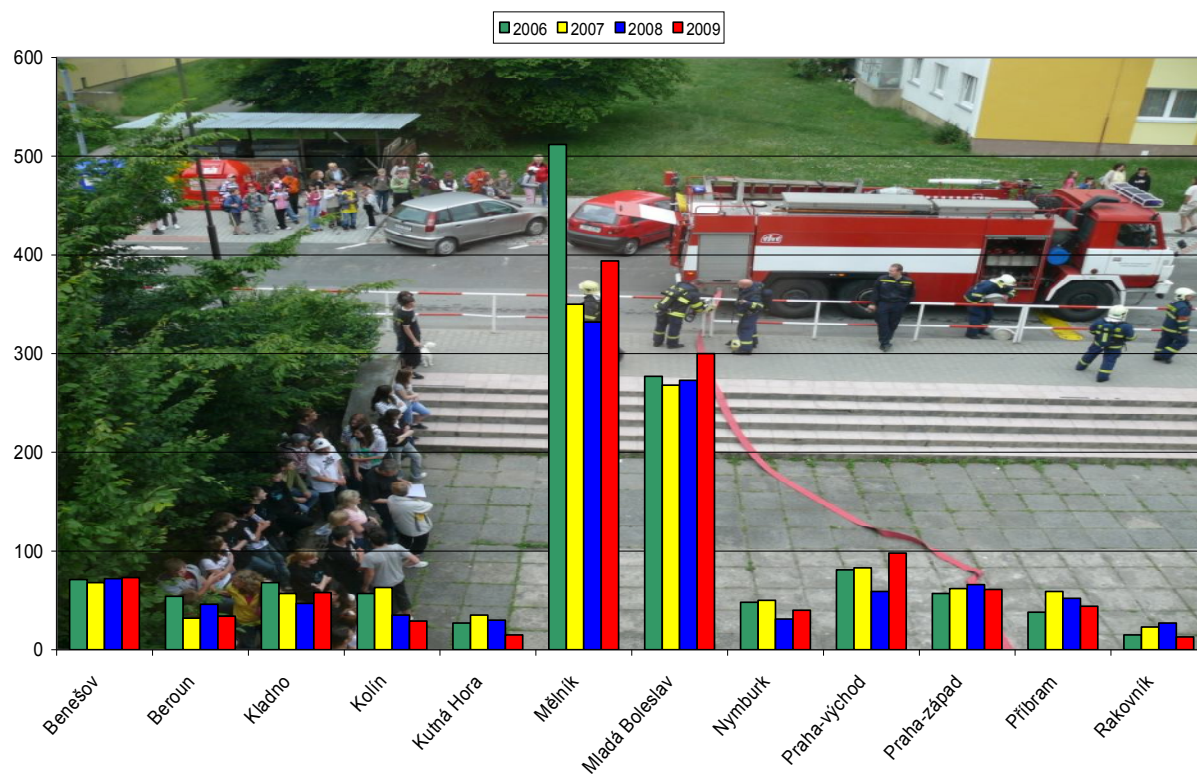 2006 2007 2008 2009
600
500
400
300
200
100
0
Benešov
Beroun
Kladno
Kolín
Kutná Hora
Mělník
Mladá Boleslav
Nymburk
Praha-východ
Praha-západ
Příbram
Rakovník